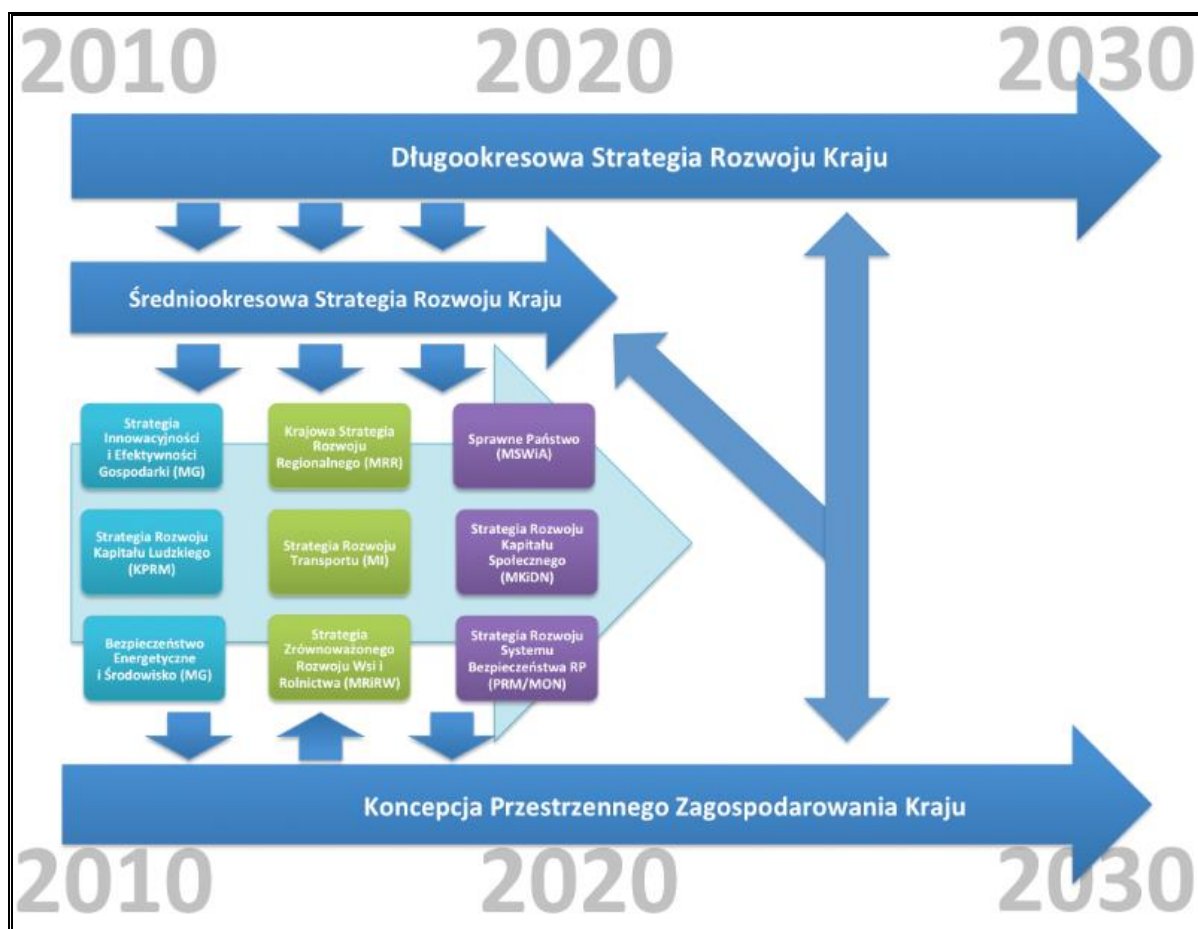 2010 2020 2030
Długookresowa Strategia Rozwoju Kraju
Średniookresowa Strategia Rozwoju Kraju
Strategia
Innowacyjności
i Efektywności
Gospodarki (MG)
Krajowa Strategia
Rozwoju
Regionalnego (MRR)
Sprawne Państwo
(MSWiA)
Strategia Rozwoju
Kapitału Ludzkiego
(KPRM)
Strategia Rozwoju
Transportu (MI)
Strategia Rozwoju
Kapitału
Społecznego
(MKiDN)
Bezpieczeństwo
Energetyczne
i Środowisko (MG)
Strategia
Zrównoważonego
Rozwoju Wsi i
Rolnictwa (MRiRW)
Strategia Rozwoju
Systemu
Bezpieczeństwa RP
(PRM/MON)
Koncepcja Przestrzennego Zagospodarowania Kraju
2010 2020 2030